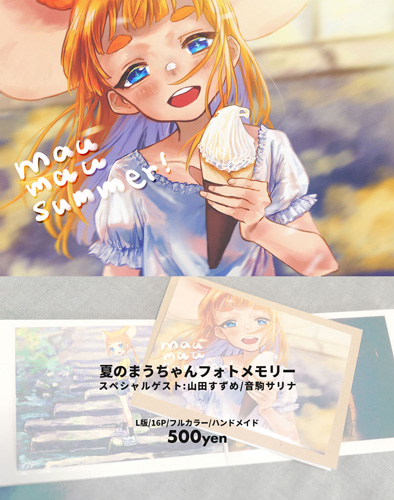 mau
mau
summer!
mau
mau
夏のまうちゃんフォトメモリー
スペシャルゲスト:山田すずめ/音駒サリナ
L版/16P/フルカラー/ハンドメイド
500yen